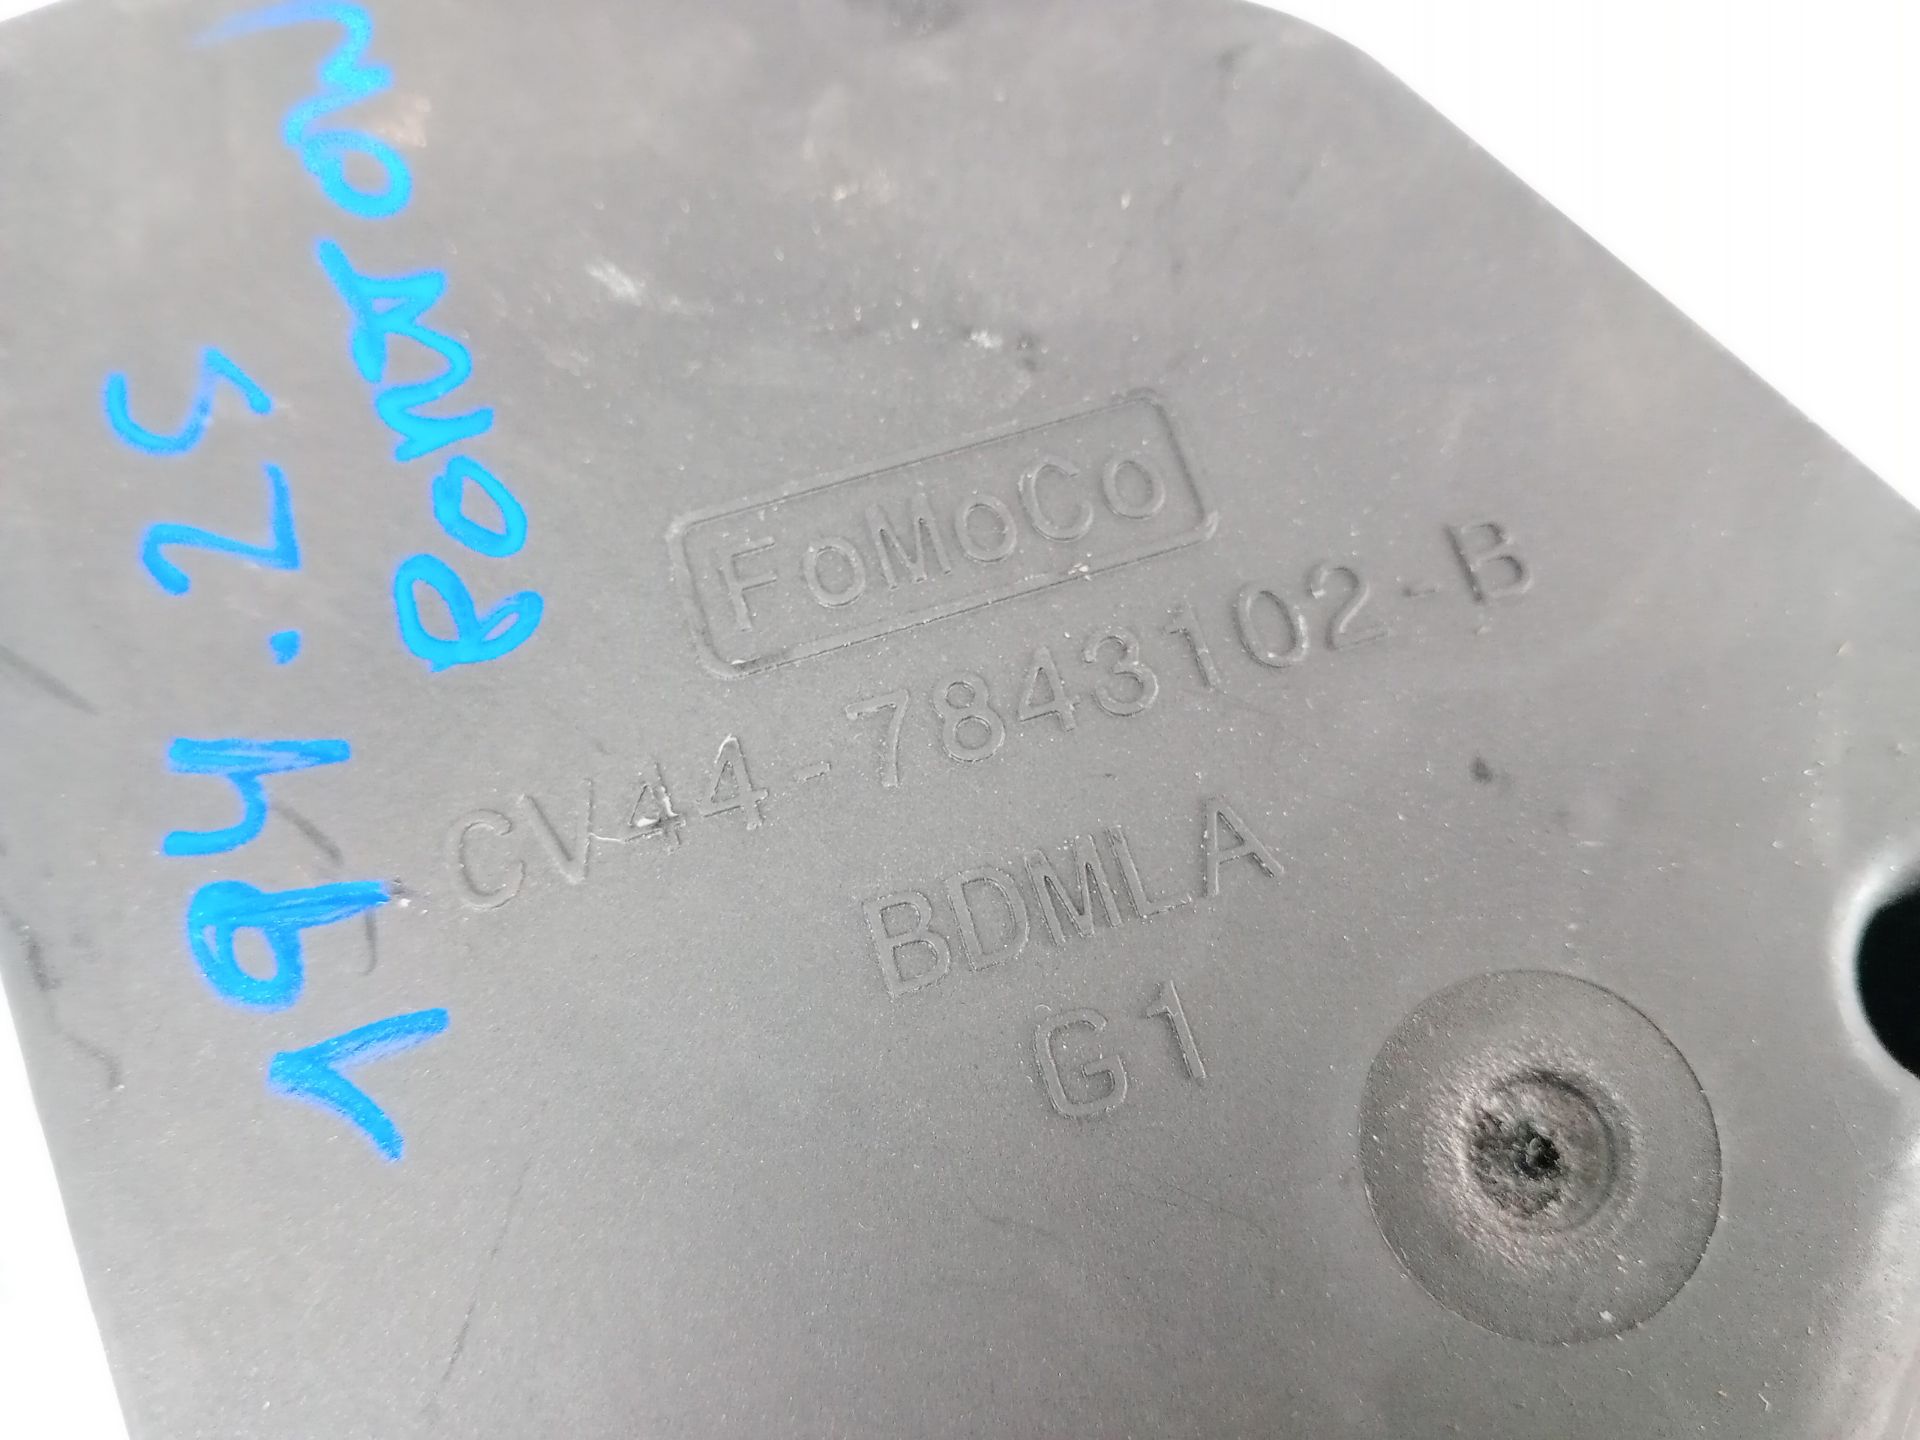 FoMoCo
CV44-7843102-B
BDMLA
G1
194.25